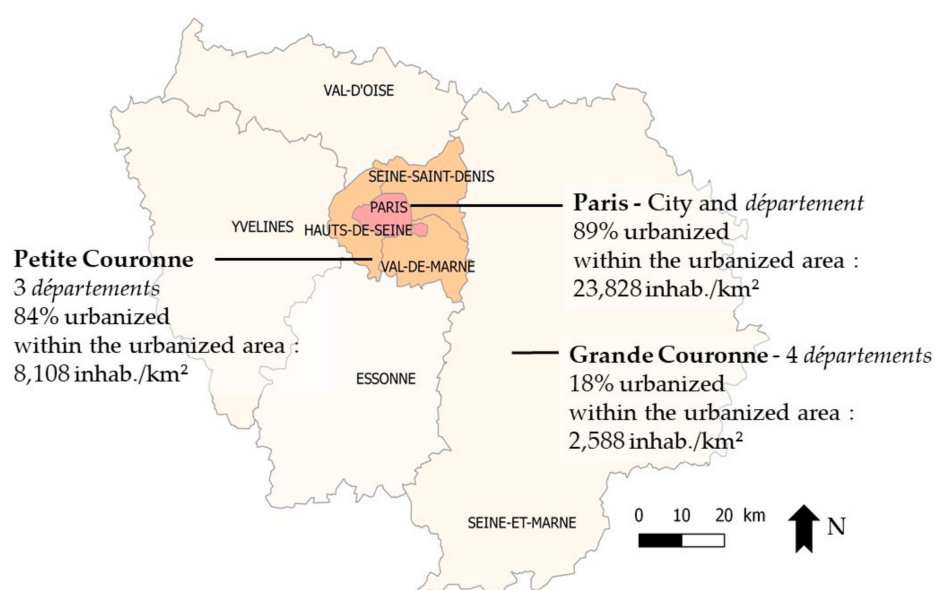 VAL-D'OISE
SEINE-SAINT-DENIS
PARIS
YVELINES
HAUTS-DE-SEINE
VAL-DE-MARNE
ESSONNE
SEINE-ET-MARNE
Paris - City and département
89% urbanized
within the urbanized area :
23,828 inhab./km²
Petite Couronne
3 départements
84% urbanized
within the urbanized area :
8,108 inhab./km²
Grande Couronne - 4 départements
18% urbanized
within the urbanized area :
2,588 inhab./km²
0 10 20 km
N